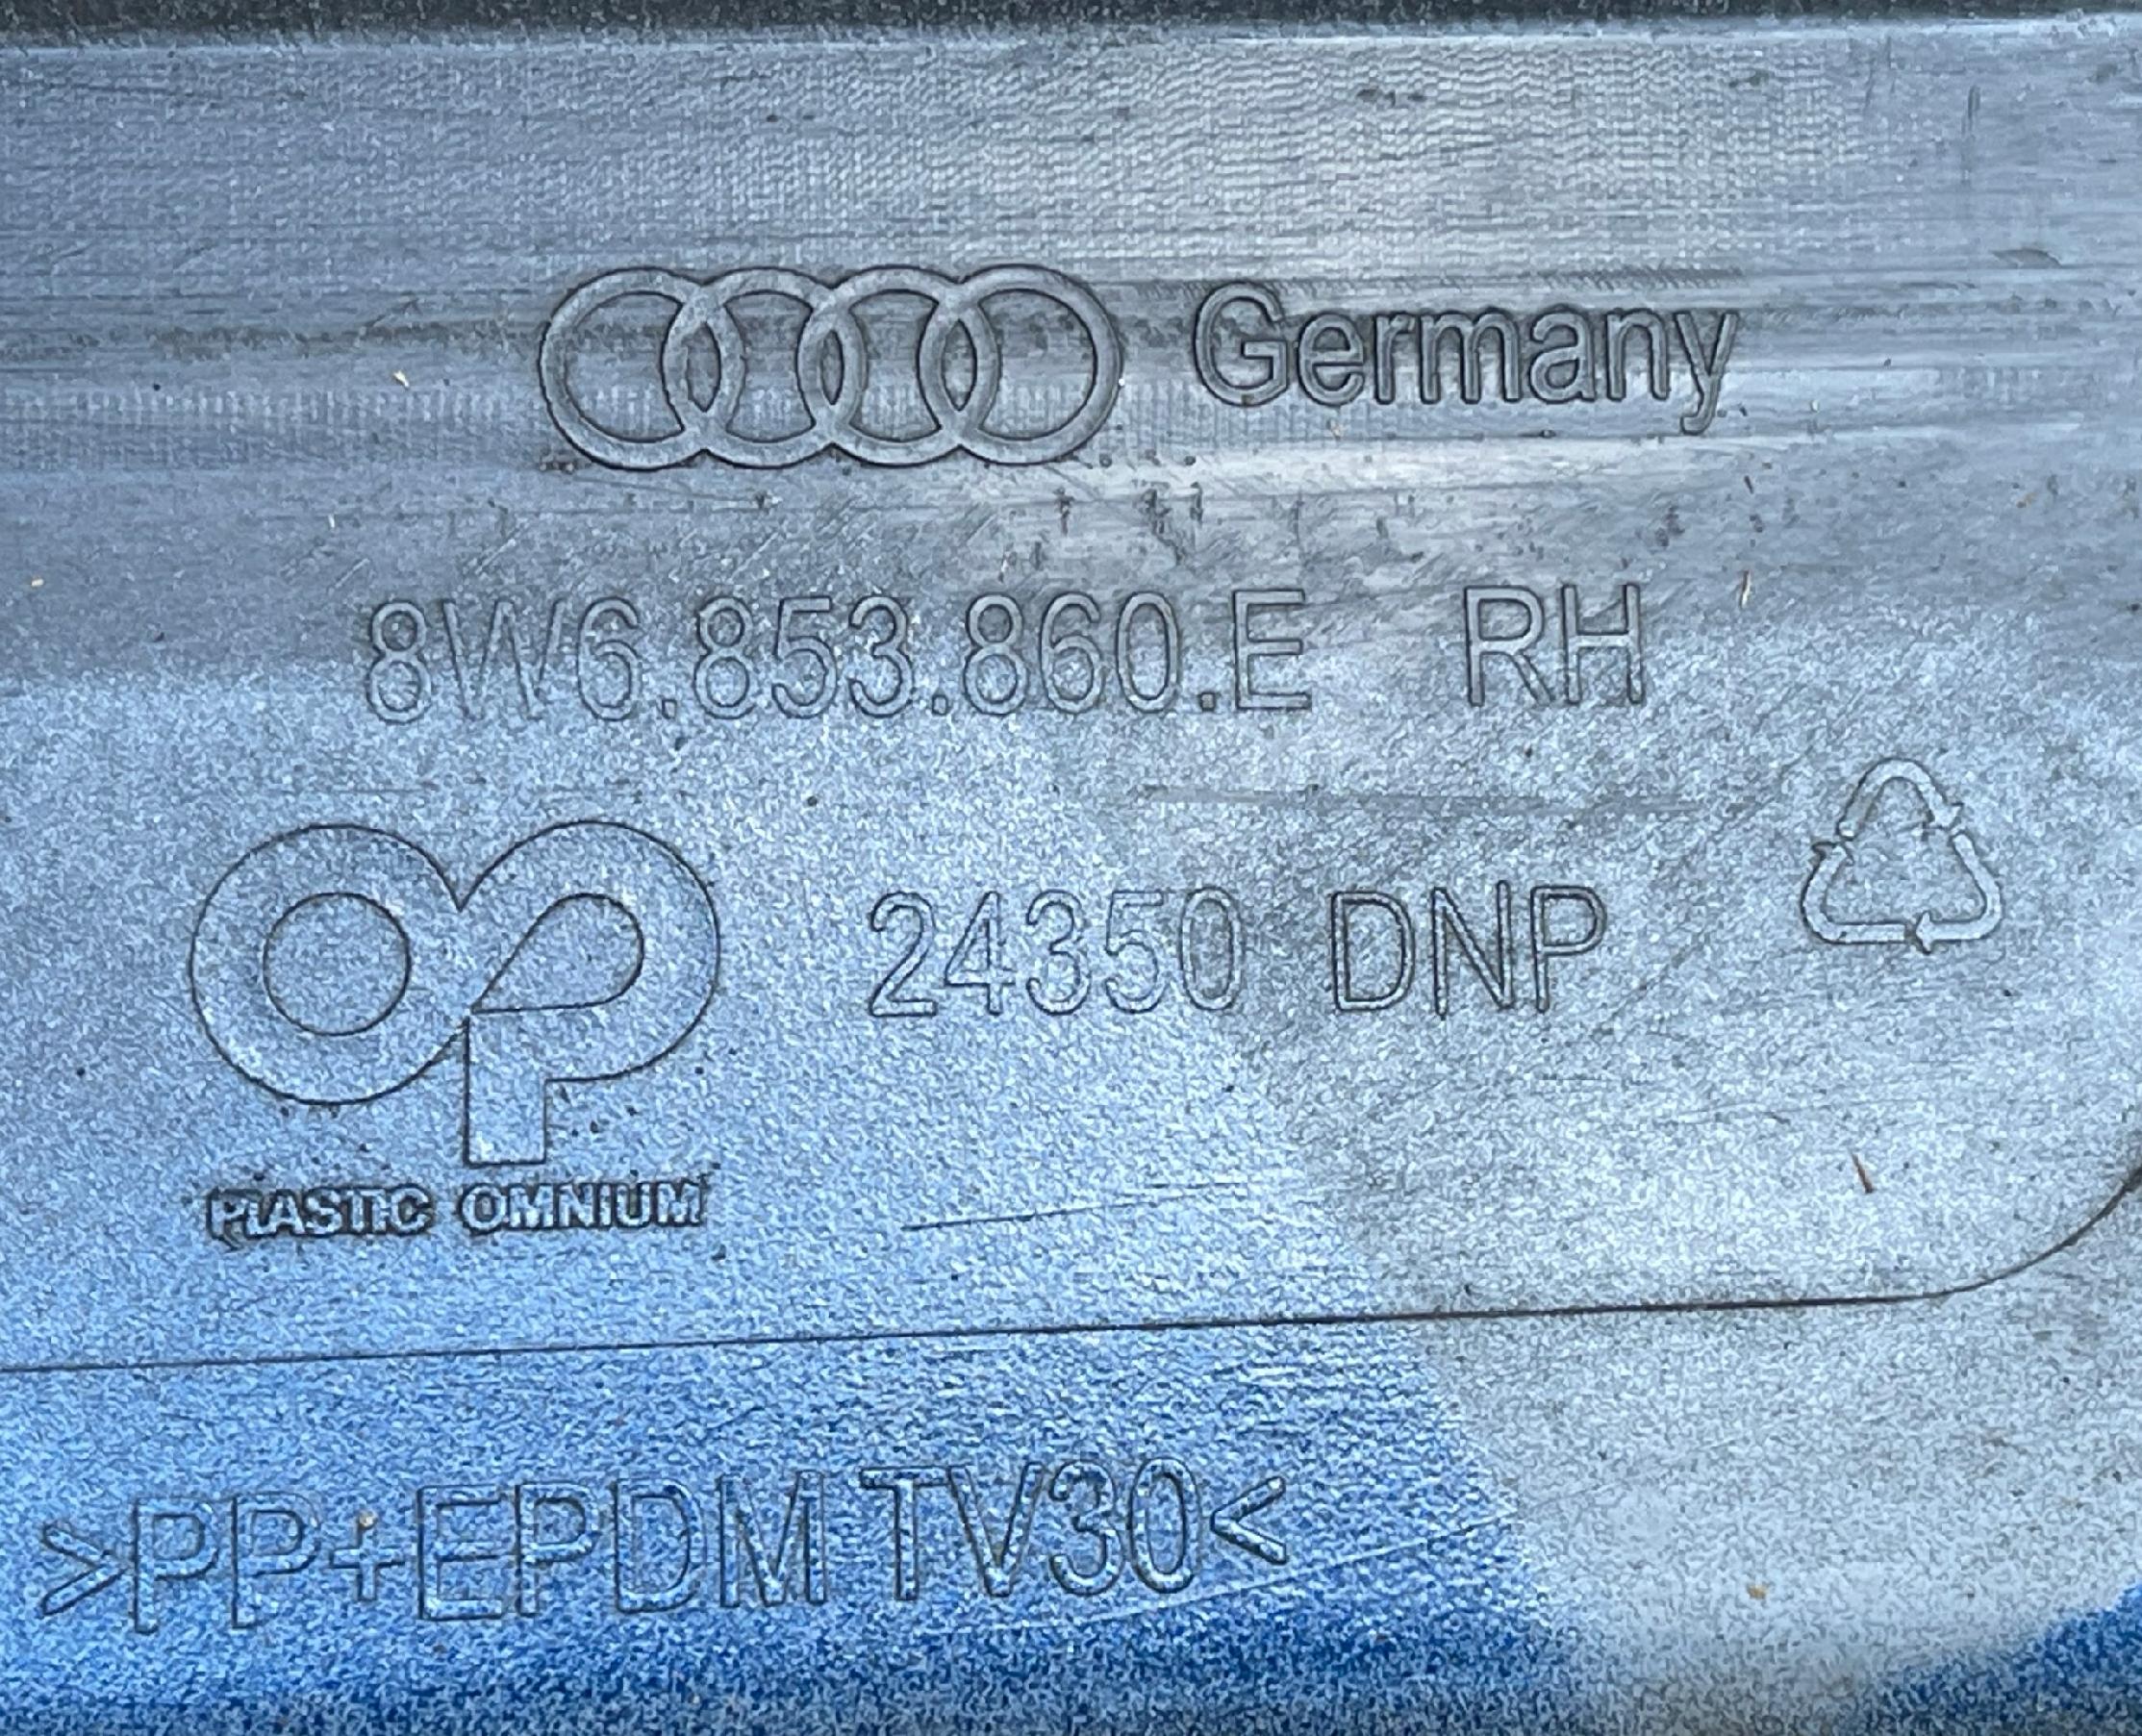 Germany
8W6.853.860.E RH
24350 DNP
PLASTIC OMNIUM
>PP+EPDM TV30<